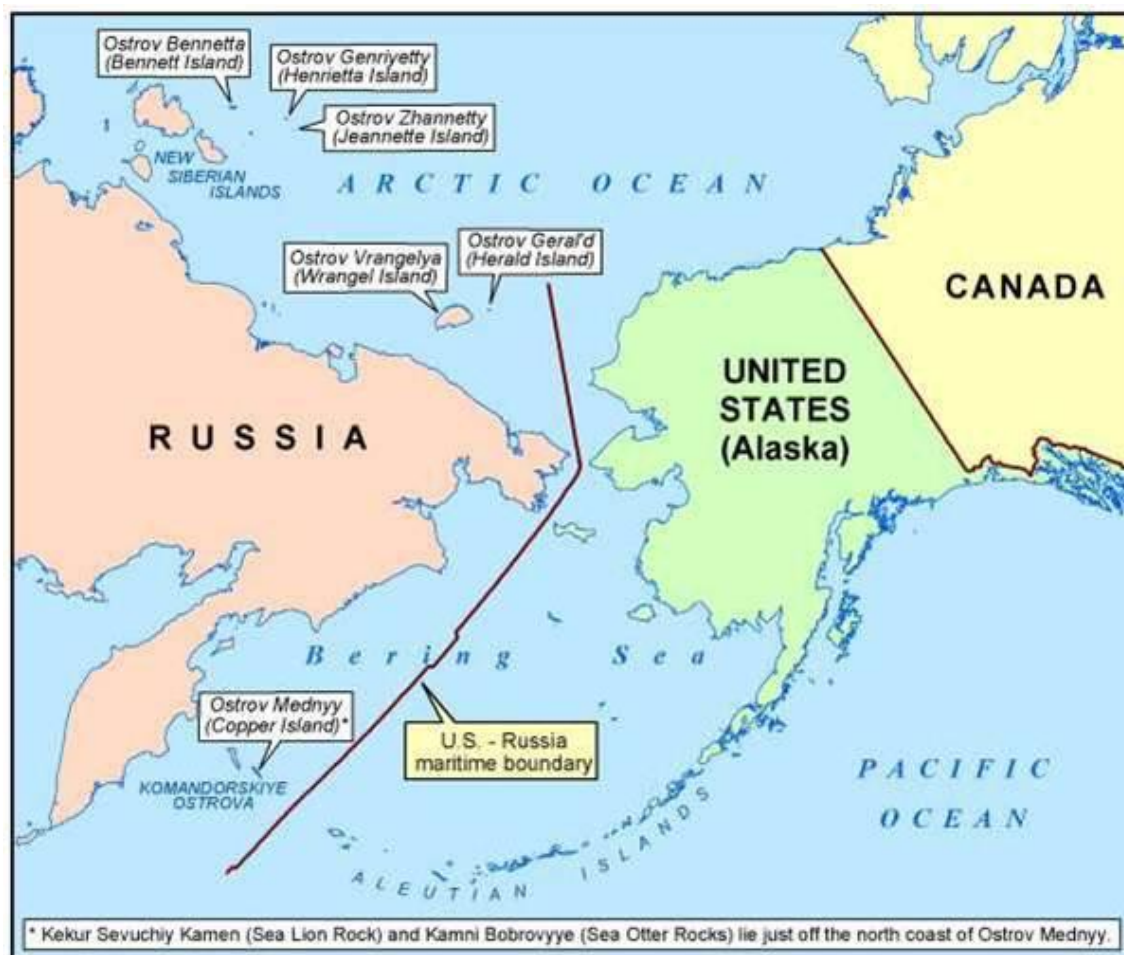 Ostrov Bennetta
(Bennett Island)
Ostrov Genriyetty
(Henrietta Island)
Ostrov Zhannetty
(Jeannette Island)
NEW
SIBERIAN
ISLANDS
ARCTIC OCEAN
Ostrov Vrangelya
(Wrangel Island)
Ostrov Geral'd
(Herald Island)
CANADA
RUSSIA
UNITED
STATES
(Alaska)
Bering Sea
Ostrov Mednyy
(Copper Island)*
U.S. - Russia
maritime boundary
KOMANDORSKIYE
OSTROVA
PACIFIC
OCEAN
ALEUTIAN ISLANDS
* Kekur Sevuchiy Kamen (Sea Lion Rock) and Kamni Bobrovyye (Sea Otter Rocks) lie just off the north coast of Ostrov Mednyy.